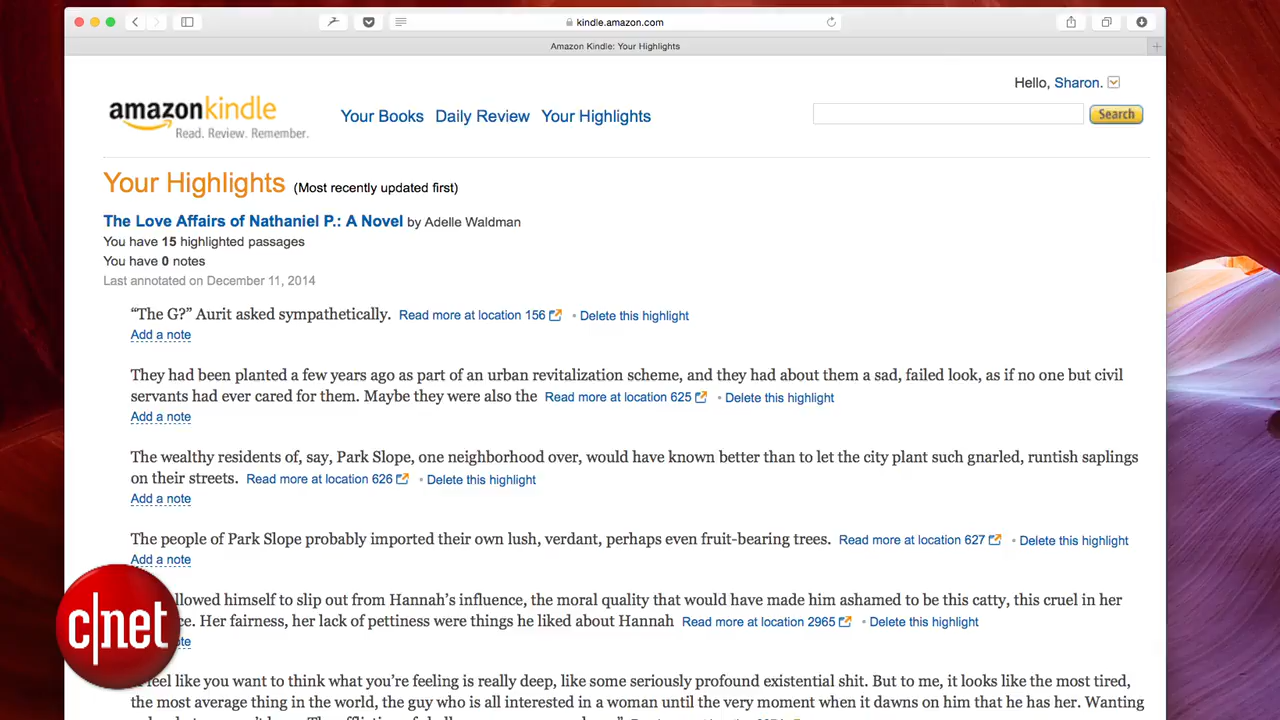 kindle.amazon.com
Amazon Kindle: Your Highlights
Hello, Sharon.
amazonkindle
Read. Review. Remember.
Your Books Daily Review Your Highlights
Search
Your Highlights (Most recently updated first)
The Love Affairs of Nathaniel P.: A Novel by Adelle Waldman
You have 15 highlighted passages
You have 0 notes
Last annotated on December 11, 2014
“The G?” Aurit asked sympathetically. Read more at location 156 • Delete this highlight
Add a note
They had been planted a few years ago as part of an urban revitalization scheme, and they had about them a sad, failed look, as if no one but civil
servants had ever cared for them. Maybe they were also the Read more at location 625 • Delete this highlight
Add a note
The wealthy residents of, say, Park Slope, one neighborhood over, would have known better than to let the city plant such gnarled, runtish saplings
on their streets. Read more at location 626 • Delete this highlight
Add a note
The people of Park Slope probably imported their own lush, verdant, perhaps even fruit-bearing trees. Read more at location 627 • Delete this highlight
Add a note
himself to slip out from Hannah’s influence, the moral quality that would have made him ashamed to be this catty, this cruel in her
Her fairness, her lack of pettiness were things he liked about Hannah Read more at location 2965 • Delete this highlight
c|net
feel like you want to think what you’re feeling is really deep, like some seriously profound existential shit. But to me, it looks like the most tired,
the most average thing in the world, the guy who is all interested in a woman until the very moment when it dawns on him that he has her. Wanting